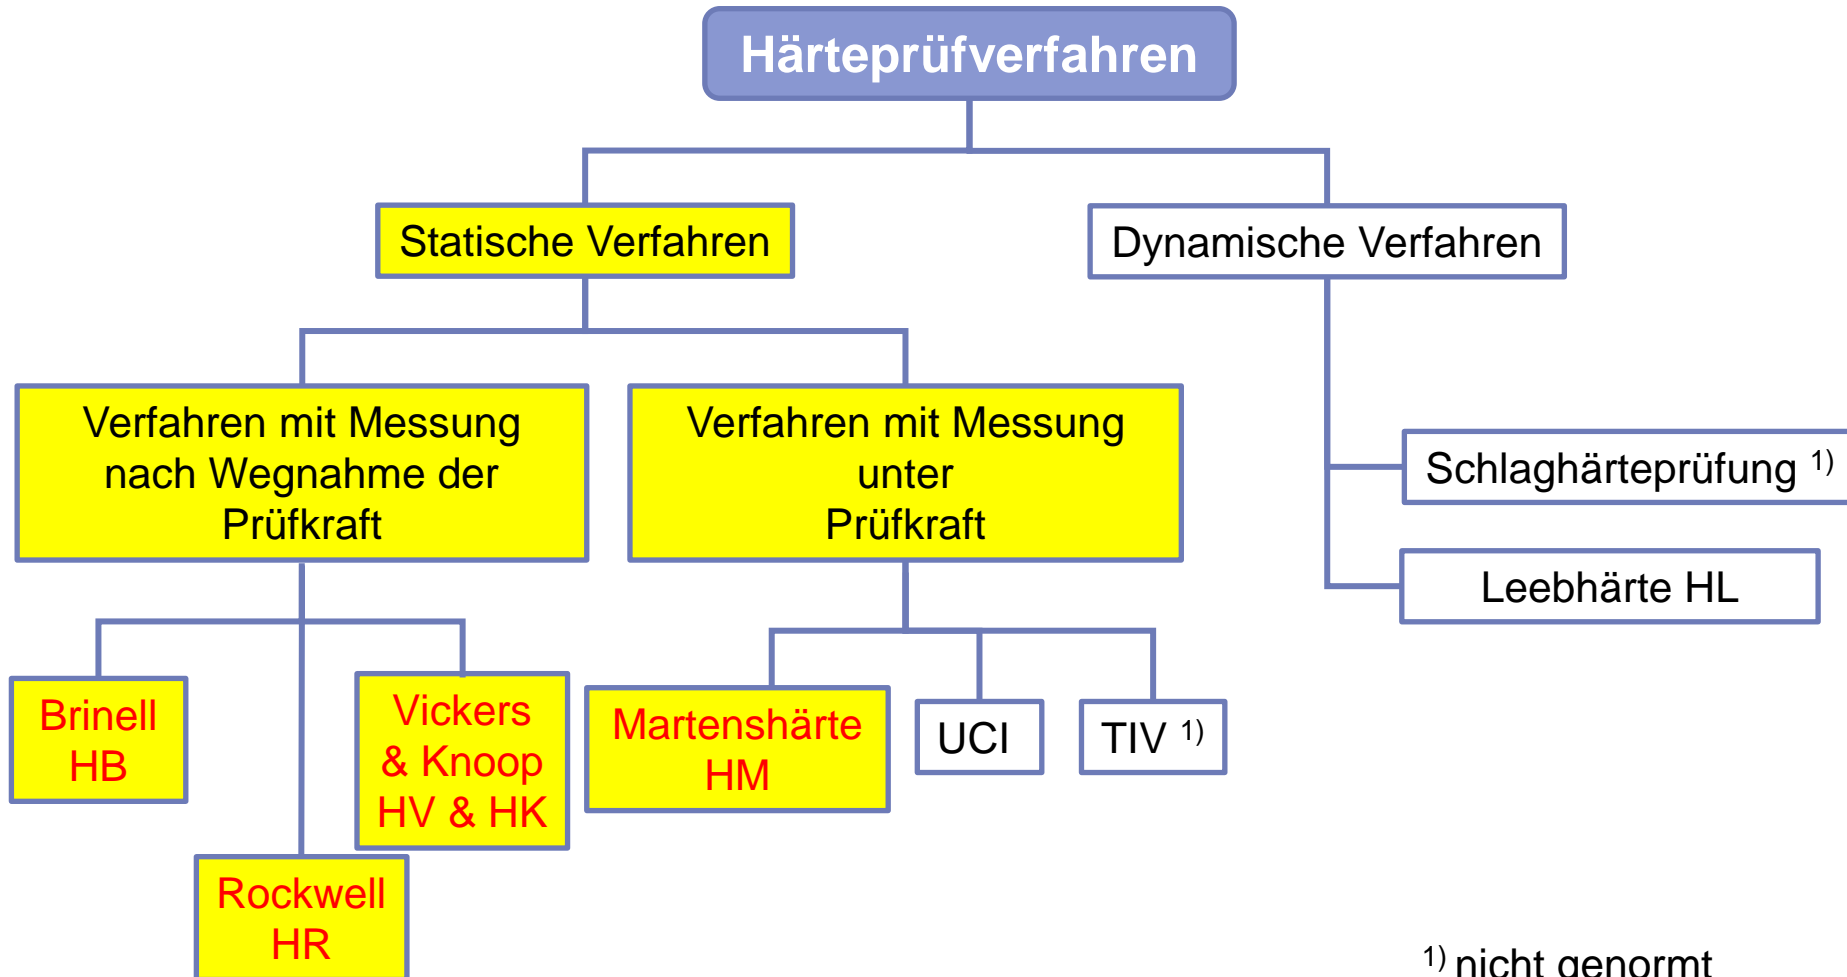 Härteprüfverfahren
Statische Verfahren
Dynamische Verfahren
Verfahren mit Messung
nach Wegnahme der
Prüfkraft
Verfahren mit Messung
unter
Prüfkraft
Schlaghärteprüfung 1)
Leebhärte HL
Brinell
HB
Vickers
& Knoop
HV & HK
Rockwell
HR
Martenshärte
HM
UCI
TIV 1)
1) nicht genormt